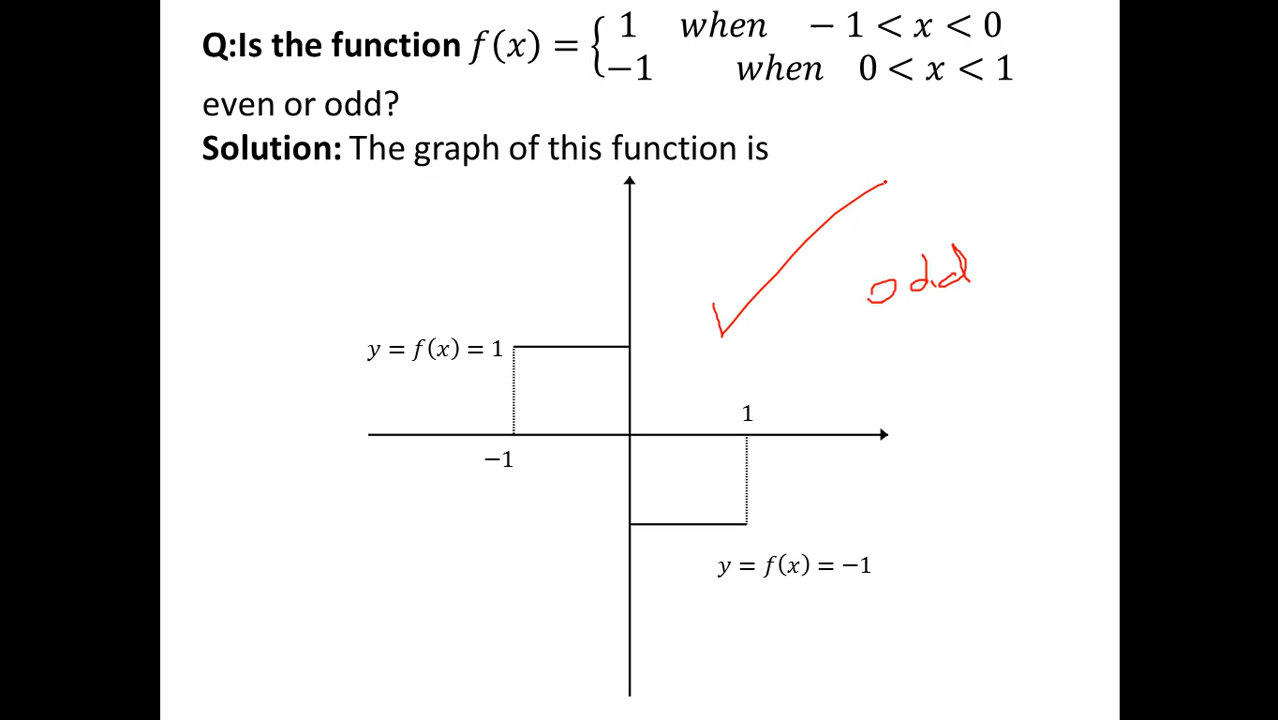 Q:Is the function f(x) = { 1 when − 1 < x < 0
−1 when 0 < x < 1
even or odd?
Solution: The graph of this function is
odd
y = f(x) = 1
1
−1
y = f(x) = −1